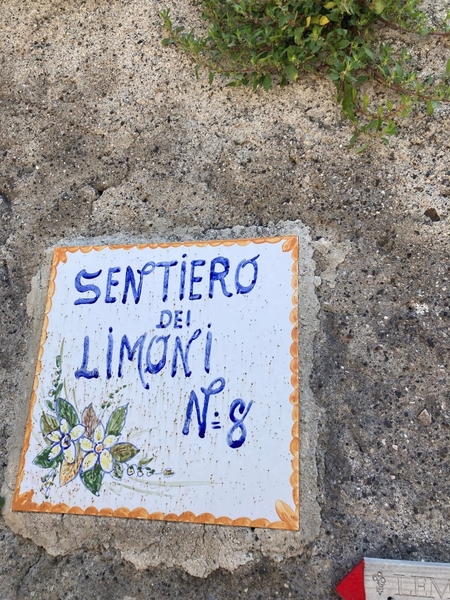 SENTIERO
DEI
LIMONI
N. 8